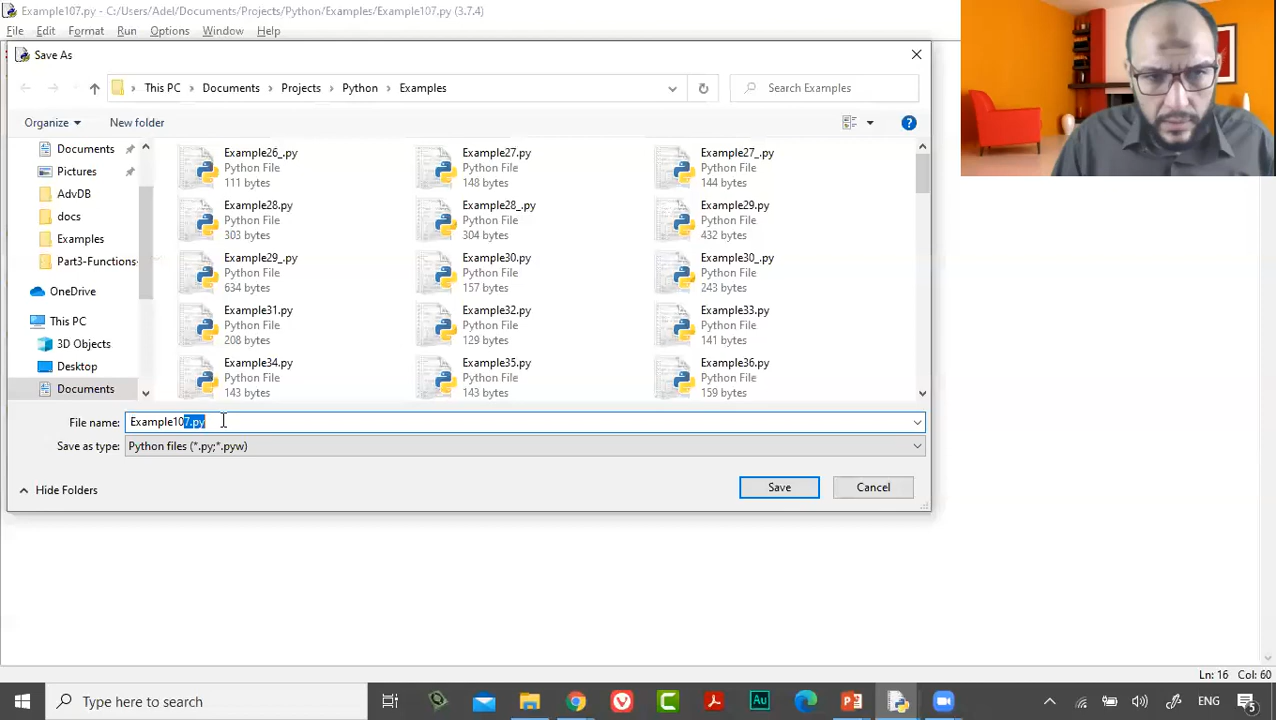 Example107.py - C:/Users/Adel/Documents/Projects/Python/Examples/Example107.py (3.7.4)
File Edit Format Run Options Window Help
Save As
This PC > Documents > Projects > Python > Examples
Search Examples
Organize
New folder
Documents
Pictures
AdvDB
docs
Examples
Part3-Functions
OneDrive
This PC
3D Objects
Desktop
Documents
Example26_.py
Python File
111 bytes
Example27.py
Python File
148 bytes
Example27_.py
Python File
144 bytes
Example28.py
Python File
303 bytes
Example28_.py
Python File
304 bytes
Example29.py
Python File
432 bytes
Example29_.py
Python File
634 bytes
Example30.py
Python File
157 bytes
Example30_.py
Python File
243 bytes
Example31.py
Python File
208 bytes
Example32.py
Python File
129 bytes
Example33.py
Python File
141 bytes
Example34.py
Python File
143 bytes
Example35.py
Python File
143 bytes
Example36.py
Python File
159 bytes
File name: Example107.py
Save as type: Python files (*.py;*.pyw)
Hide Folders
Save
Cancel
Ln: 16 Col: 60
Type here to search
Au
ENG
5